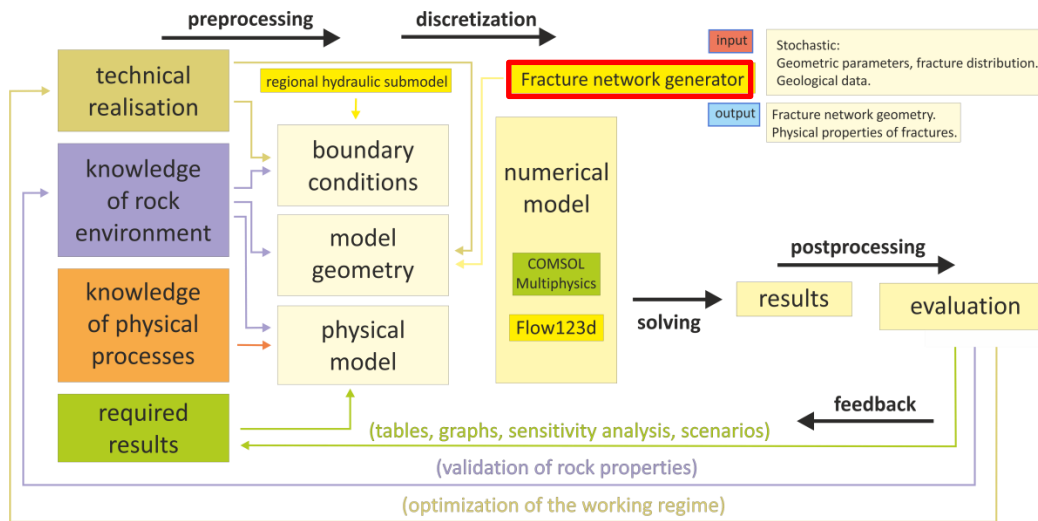 preprocessing
discretization
technical
realisation
regional hydraulic submodel
Fracture network generator
input
Stochastic:
Geometric parameters, fracture distribution.
Geological data.
output
Fracture network geometry.
Physical properties of fractures.
knowledge
of rock
environment
boundary
conditions
numerical
model
model
geometry
COMSOL
Multiphysics
Flow123d
knowledge
of physical
processes
physical
model
solving
postprocessing
results
evaluation
required
results
feedback
(tables, graphs, sensitivity analysis, scenarios)
(validation of rock properties)
(optimization of the working regime)